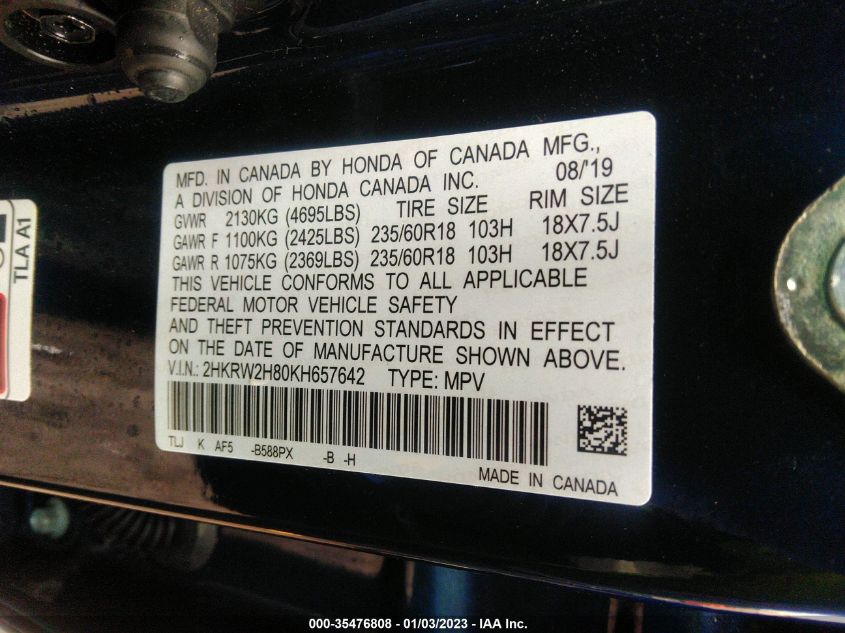 MFD. IN CANADA BY HONDA OF CANADA MFG.,
A DIVISION OF HONDA CANADA INC. 08/'19
GVWR 2130KG (4695LBS) TIRE SIZE RIM SIZE
GAWR F 1100KG (2425LBS) 235/60R18 103H 18X7.5J
GAWR R 1075KG (2369LBS) 235/60R18 103H 18X7.5J
THIS VEHICLE CONFORMS TO ALL APPLICABLE
FEDERAL MOTOR VEHICLE SAFETY
AND THEFT PREVENTION STANDARDS IN EFFECT
ON THE DATE OF MANUFACTURE SHOWN ABOVE.
V.I.N.: 2HKRW2H80KH657642 TYPE: MPV
TLJ K AF5 -B588PX -B -H
MADE IN CANADA
TLA A1
000-35476808 - 01/03/2023 - IAA Inc.